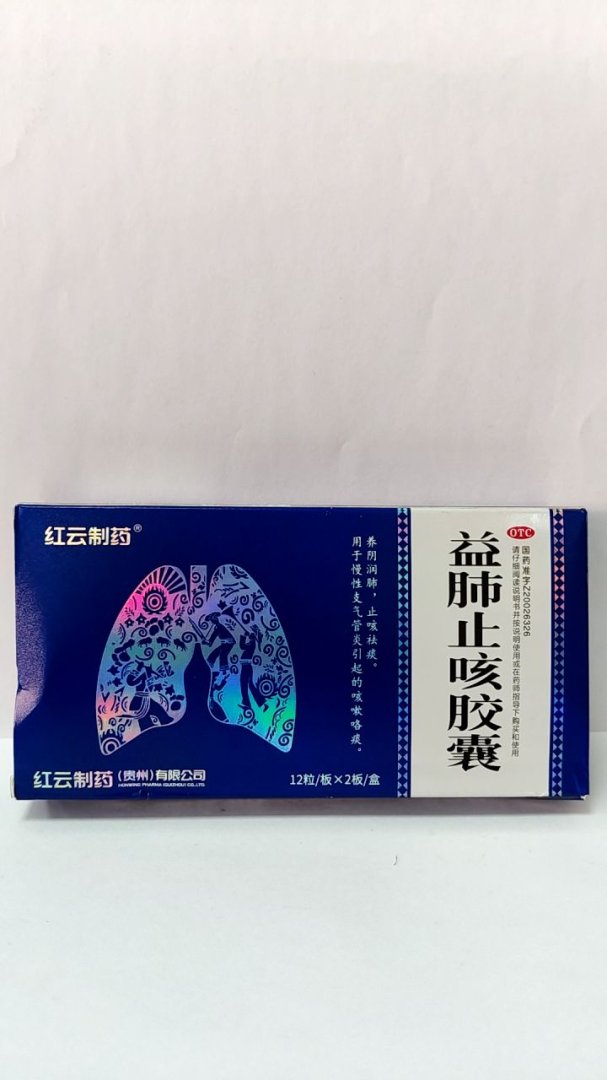 红云制药®
养阴润肺，止咳祛痰。
用于慢性支气管炎引起的咳嗽咯痰。
红云制药(贵州)有限公司
HONWING PHARMA (GUIZHOU) CO.,LTD.
12粒/板×2板/盒
OTC
国药准字Z20026326
请仔细阅读说明书并按说明使用或在药师指导下购买和使用
益肺止咳胶囊